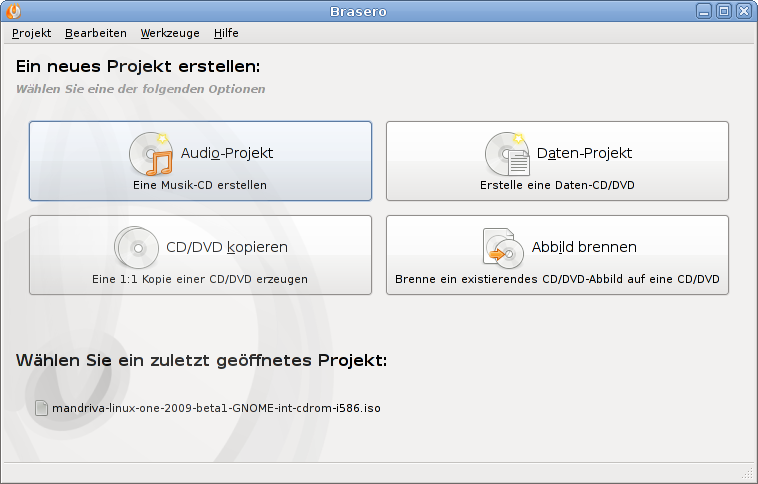 Brasero
Projekt Bearbeiten Werkzeuge Hilfe
Ein neues Projekt erstellen:
Wählen Sie eine der folgenden Optionen
Audio-Projekt
Eine Musik-CD erstellen
Daten-Projekt
Erstelle eine Daten-CD/DVD
CD/DVD kopieren
Eine 1:1 Kopie einer CD/DVD erzeugen
Abbild brennen
Brenne ein existierendes CD/DVD-Abbild auf eine CD/DVD
Wählen Sie ein zuletzt geöffnetes Projekt:
mandriva-linux-one-2009-beta1-GNOME-int-cdrom-i586.iso